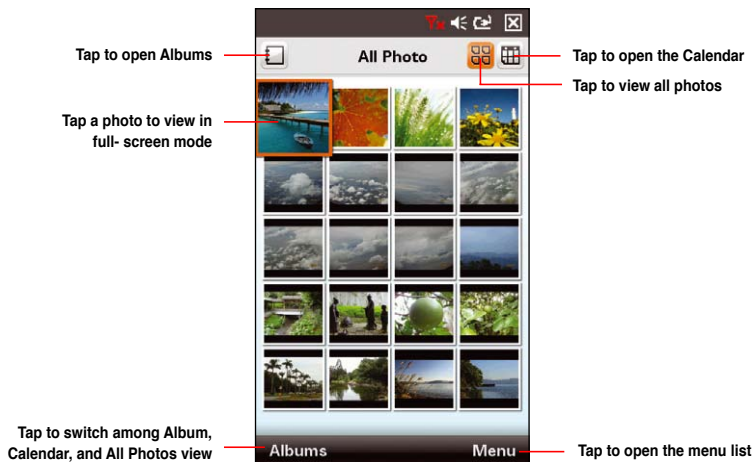 Tap to open Albums
All Photo
Tap to open the Calendar
Tap to view all photos
Tap a photo to view in
full- screen mode
Tap to switch among Album,
Calendar, and All Photos view
Albums
Menu
Tap to open the menu list